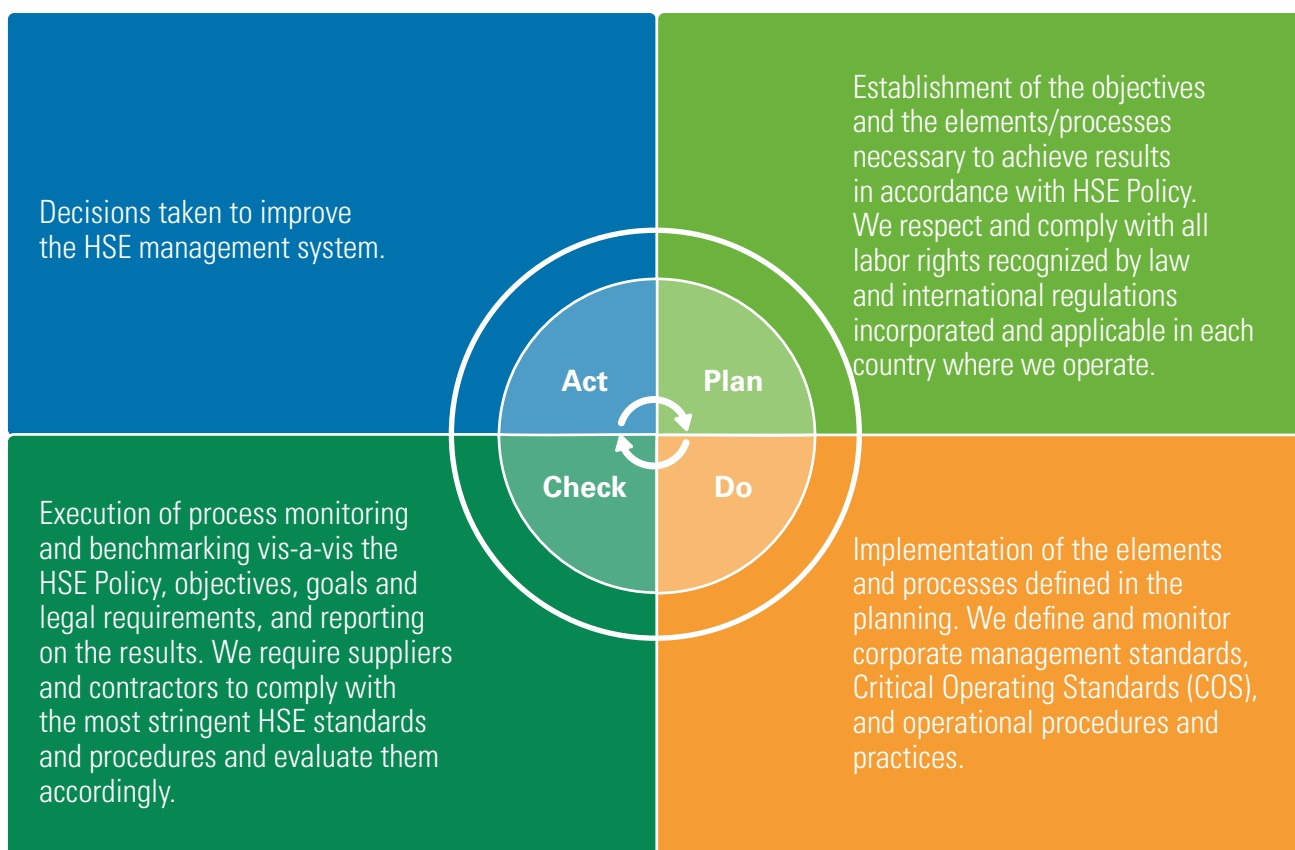 Decisions taken to improve
the HSE management system.
Establishment of the objectives
and the elements/processes
necessary to achieve results
in accordance with HSE Policy.
We respect and comply with all
labor rights recognized by law
and international regulations
incorporated and applicable in each
country where we operate.
Act
Plan
Check
Do
Execution of process monitoring
and benchmarking vis-a-vis the
HSE Policy, objectives, goals and
legal requirements, and reporting
on the results. We require suppliers
and contractors to comply with
the most stringent HSE standards
and procedures and evaluate them
accordingly.
Implementation of the elements
and processes defined in the
planning. We define and monitor
corporate management standards,
Critical Operating Standards (COS),
and operational procedures and
practices.